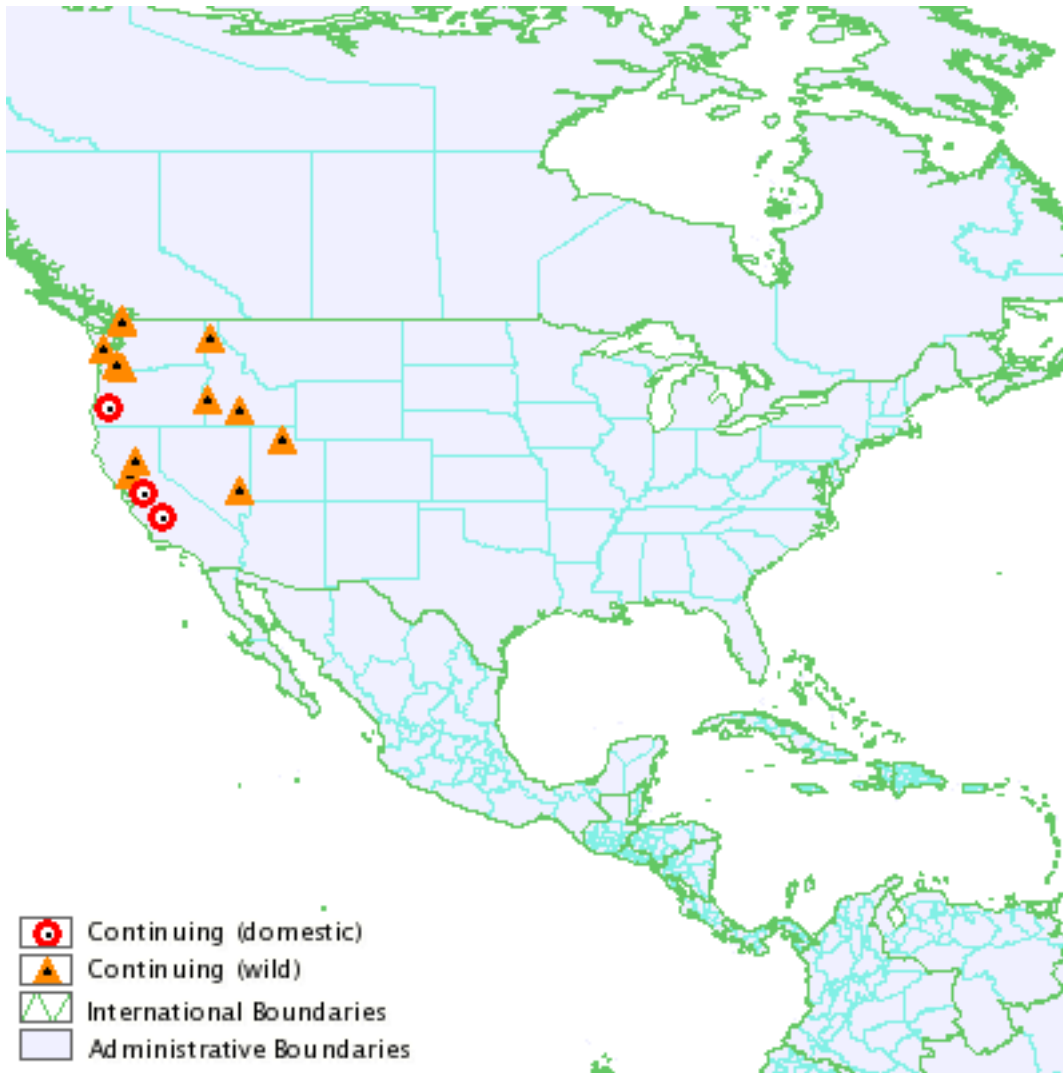 Continuing (domestic)
Continuing (wild)
International Boundaries
Administrative Boundaries